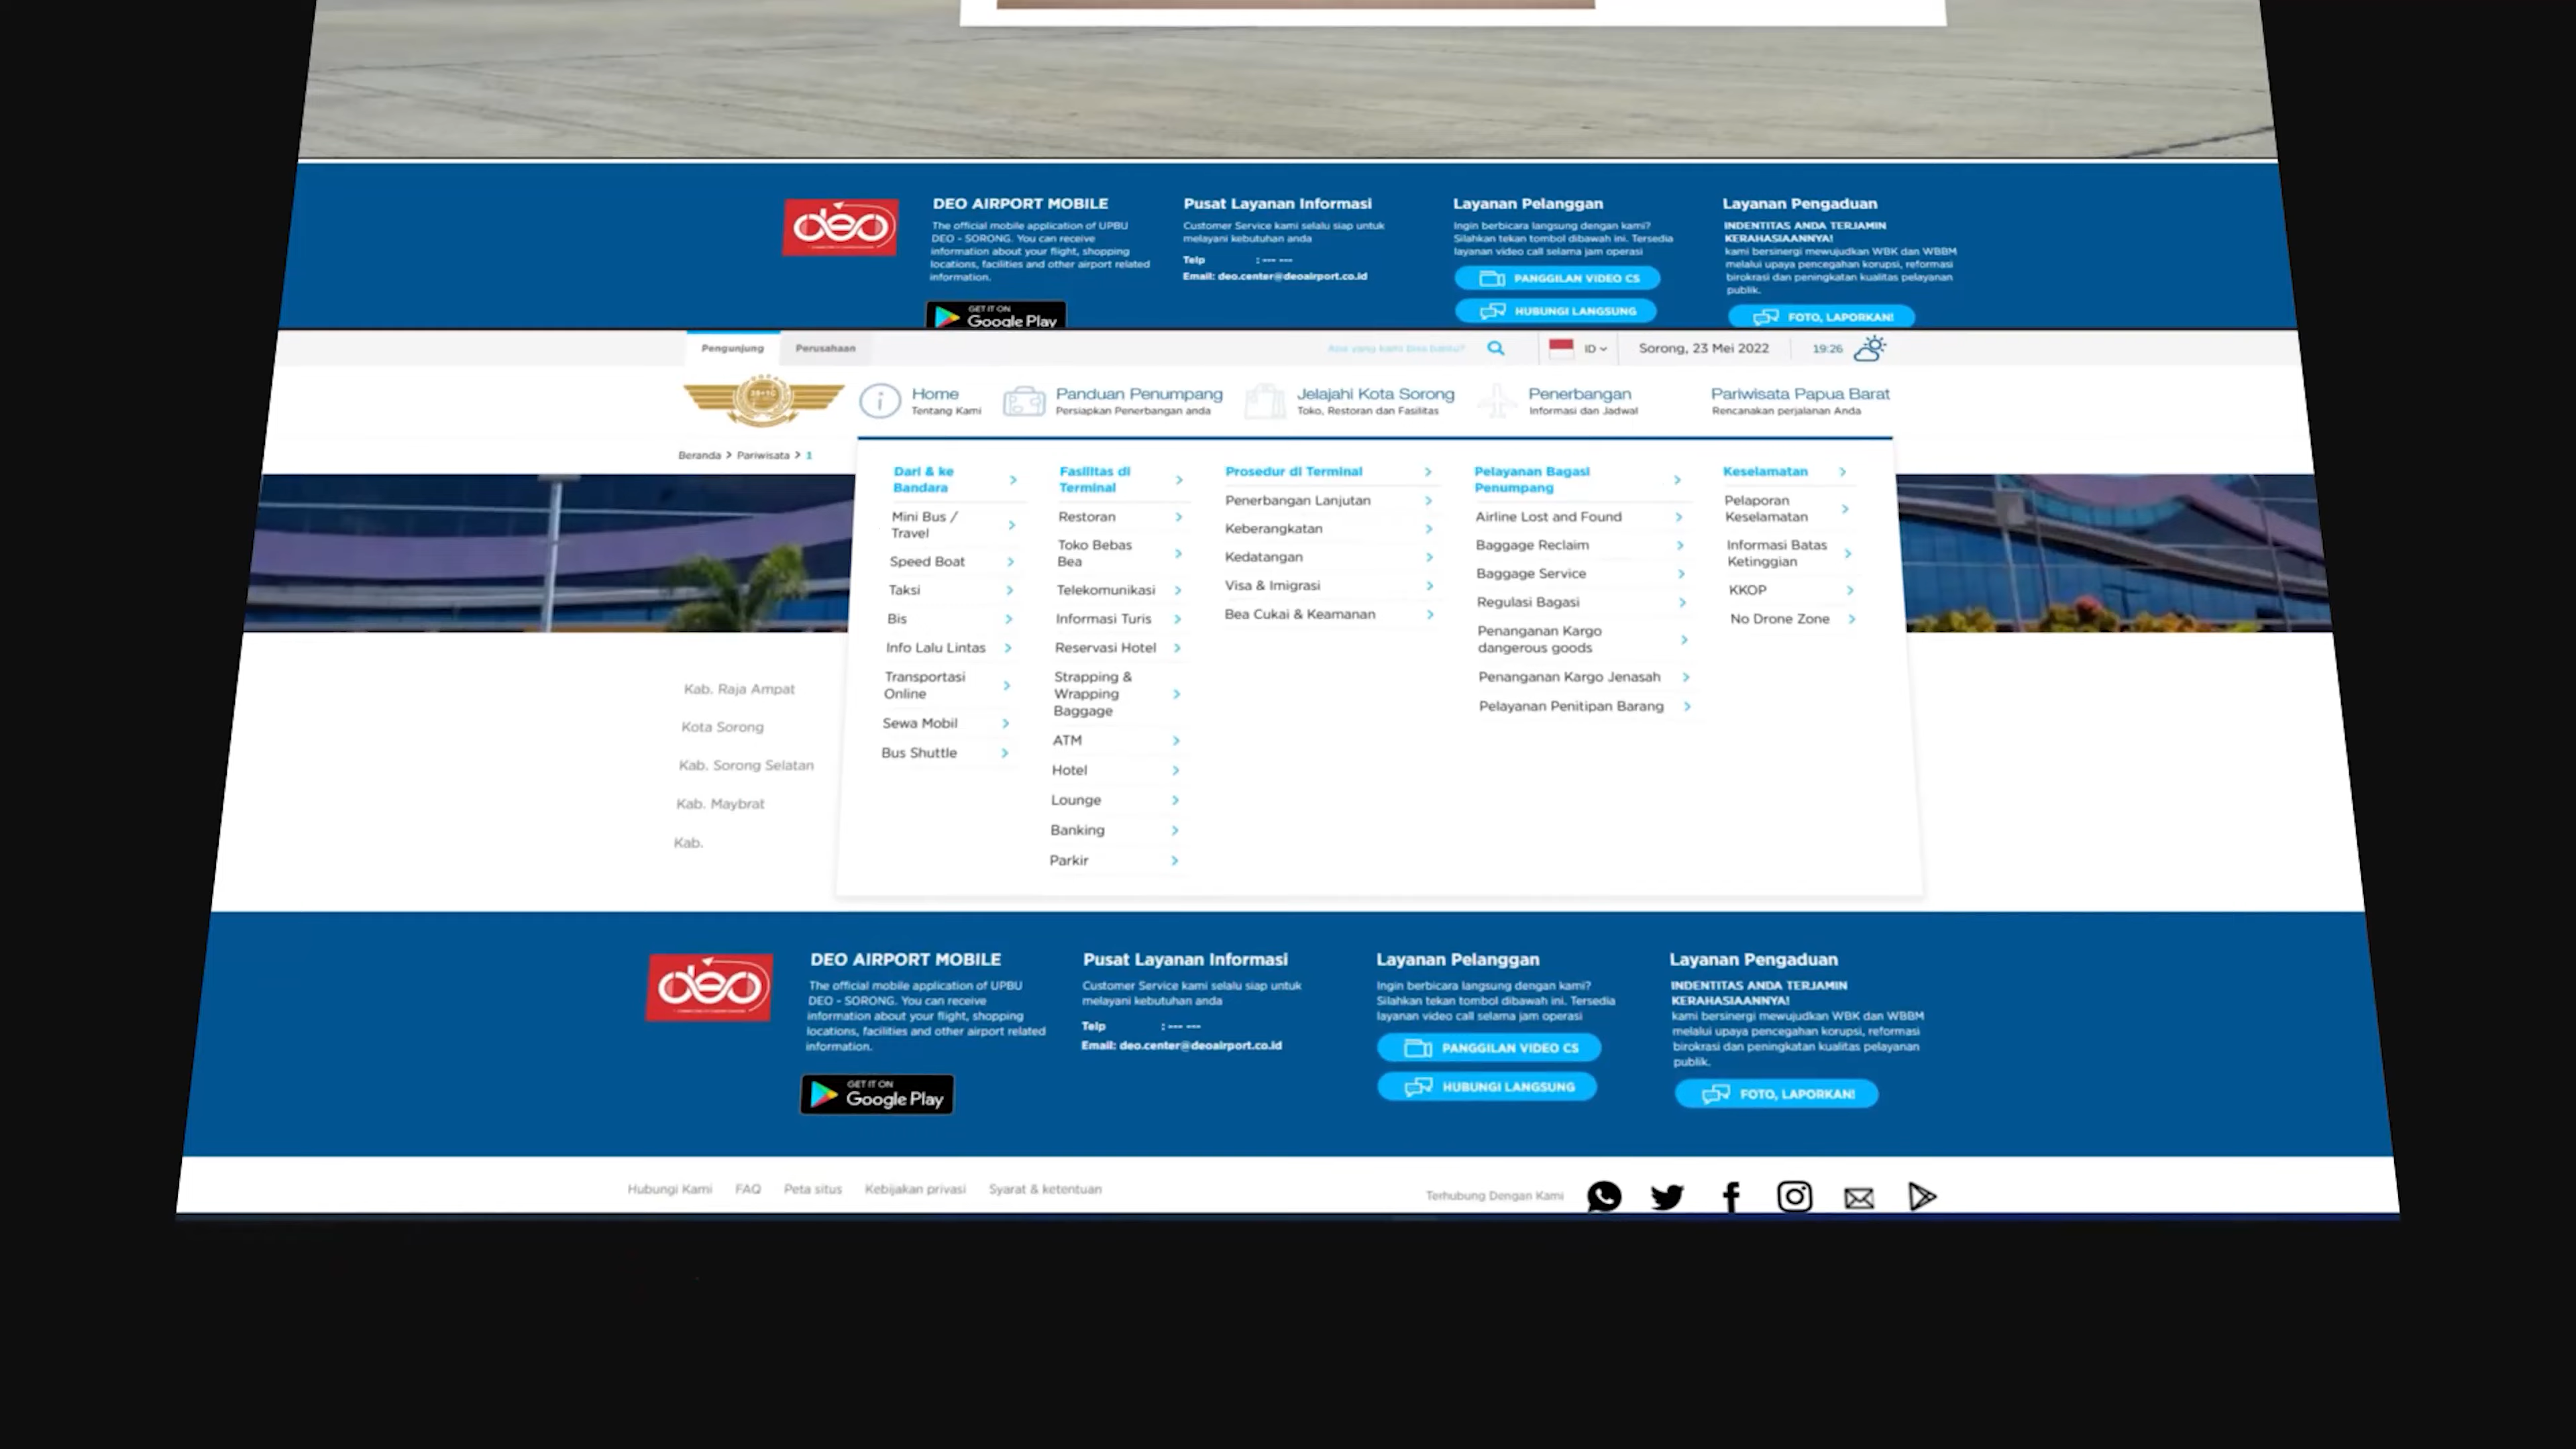 deo
DEO AIRPORT MOBILE
The official mobile application of UPBU
DEO - SORONG. You can receive
information about your flight, shopping
locations, facilities and other airport related
information.
GET IT ON
Google Play
Pusat Layanan Informasi
Customer Service kami selalu siap untuk
melayani kebutuhan anda
Telp : --- ---
Email: deo.center@deoairport.co.id
Layanan Pelanggan
Ingin berbicara langsung dengan kami?
Silahkan tekan tombol dibawah ini. Tersedia
layanan video call selama jam operasi
PANGGILAN VIDEO CS
HUBUNGI LANGSUNG
Layanan Pengaduan
INDENTITAS ANDA TERJAMIN
KERAHASIAANNYA!
kami bersinergi mewujudkan WBK dan WBBM
melalui upaya pencegahan korupsi, reformasi
birokrasi dan peningkatan kualitas pelayanan
publik.
FOTO, LAPORKAN!
Pengunjung
Perusahaan
Apa yang kami bisa bantu?
ID
Sorong, 23 Mei 2022
19:26
Home
Tentang Kami
Panduan Penumpang
Persiapkan Penerbangan anda
Jelajahi Kota Sorong
Toko, Restoran dan Fasilitas
Penerbangan
Informasi dan Jadwal
Pariwisata Papua Barat
Rencanakan perjalanan Anda
Beranda > Pariwisata > 1
Dari & ke
Bandara
Mini Bus /
Travel
Speed Boat
Taksi
Bis
Info Lalu Lintas
Transportasi
Online
Sewa Mobil
Bus Shuttle
Fasilitas di
Terminal
Restoran
Toko Bebas
Bea
Telekomunikasi
Informasi Turis
Reservasi Hotel
Strapping &
Wrapping
Baggage
ATM
Hotel
Lounge
Banking
Parkir
Prosedur di Terminal
Penerbangan Lanjutan
Keberangkatan
Kedatangan
Visa & Imigrasi
Bea Cukai & Keamanan
Pelayanan Bagasi
Penumpang
Airline Lost and Found
Baggage Reclaim
Baggage Service
Regulasi Bagasi
Penanganan Kargo
dangerous goods
Penanganan Kargo Jenasah
Pelayanan Penitipan Barang
Keselamatan
Pelaporan
Keselamatan
Informasi Batas
Ketinggian
KKOP
No Drone Zone
Kab. Raja Ampat
Kota Sorong
Kab. Sorong Selatan
Kab. Maybrat
Kab.
deo
DEO AIRPORT MOBILE
The official mobile application of UPBU
DEO - SORONG. You can receive
information about your flight, shopping
locations, facilities and other airport related
information.
GET IT ON
Google Play
Pusat Layanan Informasi
Customer Service kami selalu siap untuk
melayani kebutuhan anda
Telp : --- ---
Email: deo.center@deoairport.co.id
Layanan Pelanggan
Ingin berbicara langsung dengan kami?
Silahkan tekan tombol dibawah ini. Tersedia
layanan video call selama jam operasi
PANGGILAN VIDEO CS
HUBUNGI LANGSUNG
Layanan Pengaduan
INDENTITAS ANDA TERJAMIN
KERAHASIAANNYA!
kami bersinergi mewujudkan WBK dan WBBM
melalui upaya pencegahan korupsi, reformasi
birokrasi dan peningkatan kualitas pelayanan
publik.
FOTO, LAPORKAN!
Hubungi Kami
FAQ
Peta situs
Kebijakan privasi
Syarat & ketentuan
Terhubung Dengan Kami